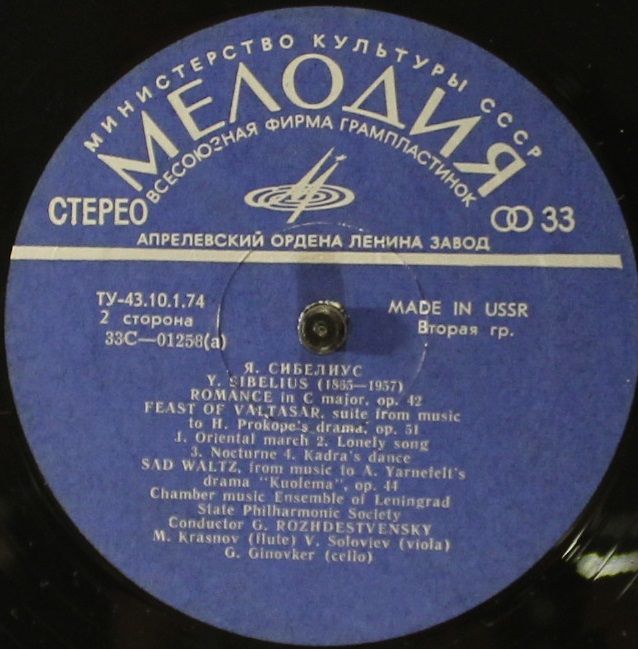 МИНИСТЕРСТВО КУЛЬТУРЫ СССР
МЕЛОДИЯ
ВСЕСОЮЗНАЯ ФИРМА ГРАМПЛАСТИНОК
СТЕРЕО
33
АПРЕЛЕВСКИЙ ОРДЕНА ЛЕНИНА ЗАВОД
ТУ-43.10.1.74
2 сторона
33С—01258(а)
MADE IN USSR
Вторая гр.
Я. СИБЕЛИУС
Y. SIBELIUS (1865—1957)
ROMANCE in C major, op. 42
FEAST OF VALTASAR, suite from music
to H. Prokope's drama, op. 51
1. Oriental march 2. Lonely song
3. Nocturne 4. Kadra's dance
SAD WALTZ, from music to A. Yarnefelt's
drama "Kuolema", op. 44
Chamber music Ensemble of Leningrad
State Philharmonic Society
Conductor G. ROZHDESTVENSKY
M. Krasnov (flute) V. Soloviev (viola)
G. Ginovker (cello)